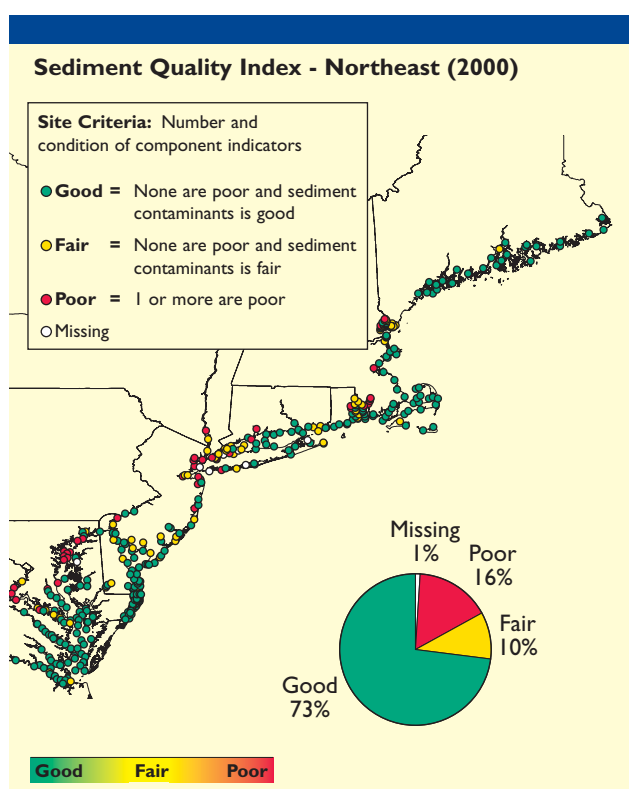 Sediment Quality Index - Northeast (2000)
Site Criteria: Number and
condition of component indicators
Good = None are poor and sediment
contaminants is good
Fair = None are poor and sediment
contaminants is fair
Poor = 1 or more are poor
Missing
Missing
1%
Poor
16%
Fair
10%
Good
73%
Good Fair Poor